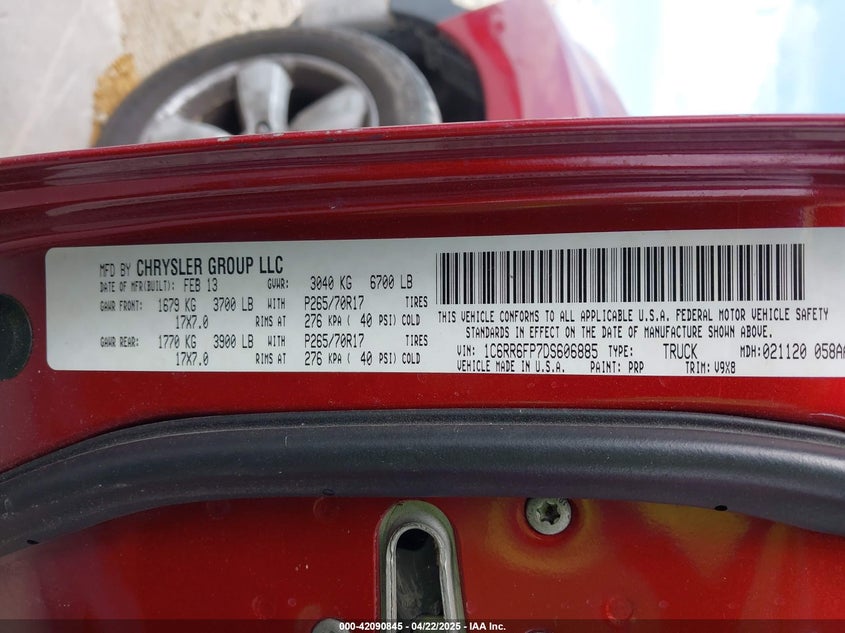 MFD BY CHRYSLER GROUP LLC
DATE OF MFR(BUILT): FEB 13 GVWR: 3040 KG 6700 LB
GAWR FRONT: 1679 KG 3700 LB WITH P265/70R17 TIRES
17X7.0 RIMS AT 276 KPA ( 40 PSI) COLD
GAWR REAR: 1770 KG 3900 LB WITH P265/70R17 TIRES
17X7.0 RIMS AT 276 KPA ( 40 PSI) COLD
THIS VEHICLE CONFORMS TO ALL APPLICABLE U.S.A. FEDERAL MOTOR VEHICLE SAFETY
STANDARDS IN EFFECT ON THE DATE OF MANUFACTURE SHOWN ABOVE.
VIN: 1C6RR6FP7DS606885 TYPE: TRUCK MDH:021120 058AA
VEHICLE MADE IN U.S.A. PAINT: PRP TRIM: V9X8
000-42090845 - 04/22/2025 - IAA Inc.